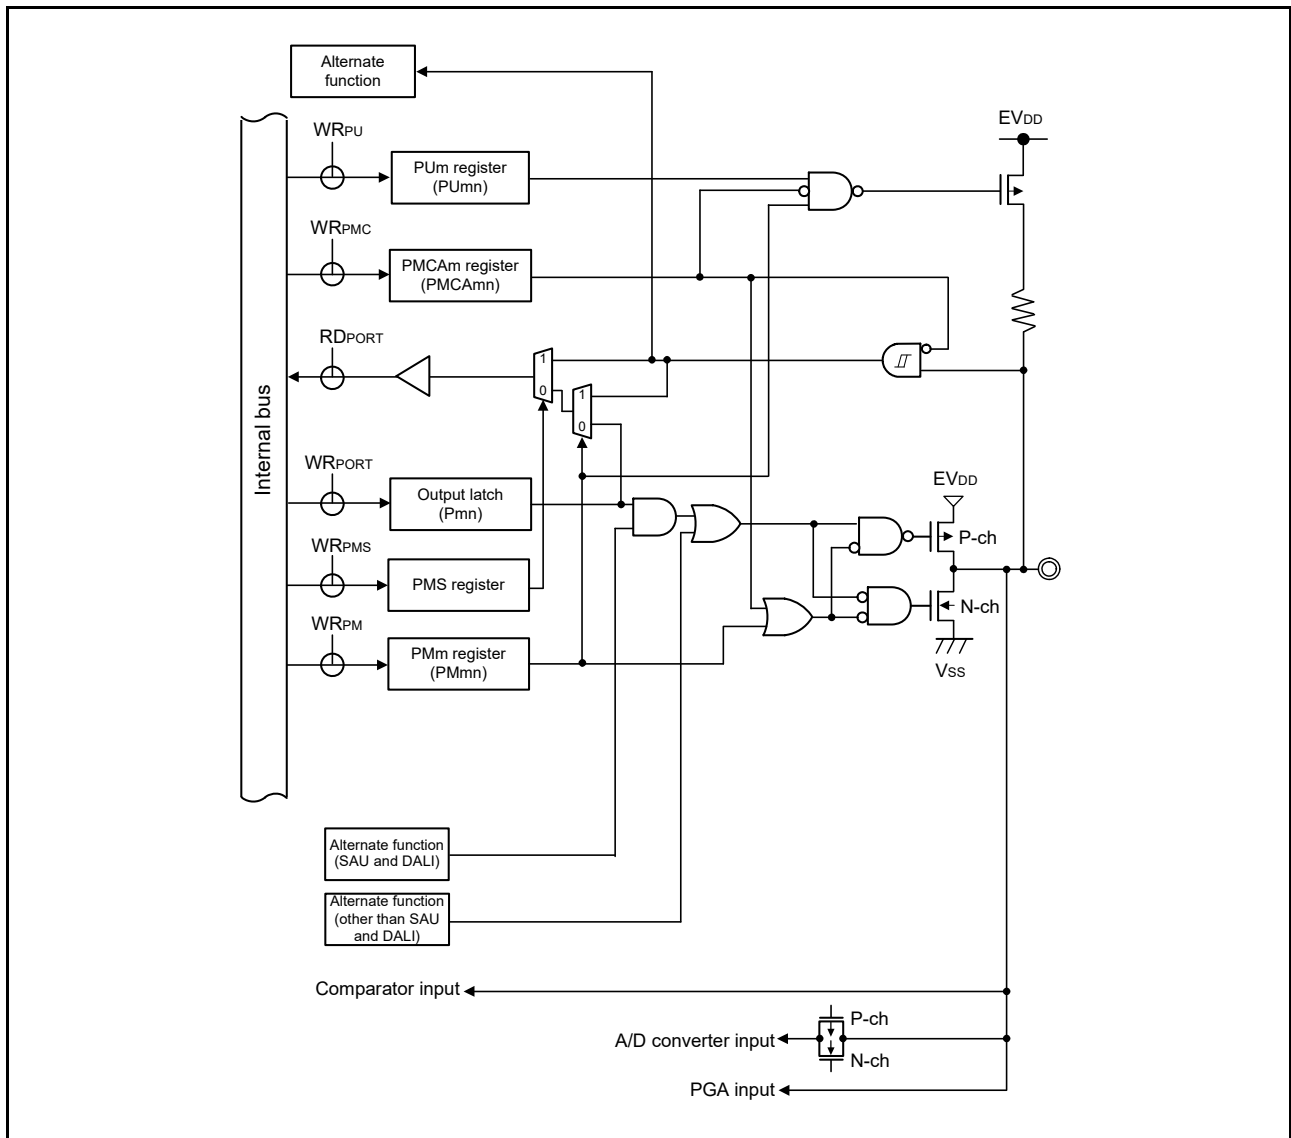 Alternate
function
EVDD
WRPU
PUm register
(PUmn)
WRPMC
PMCAm register
(PMCAmn)
RDPORT
1
0
1
0
Internal bus
WRPORT
Output latch
(Pmn)
EVDD
P-ch
WRPMS
PMS register
N-ch
WRPM
PMm register
(PMmn)
VSS
Alternate function
(SAU and DALI)
Alternate function
(other than SAU
and DALI)
Comparator input
P-ch
A/D converter input
N-ch
PGA input